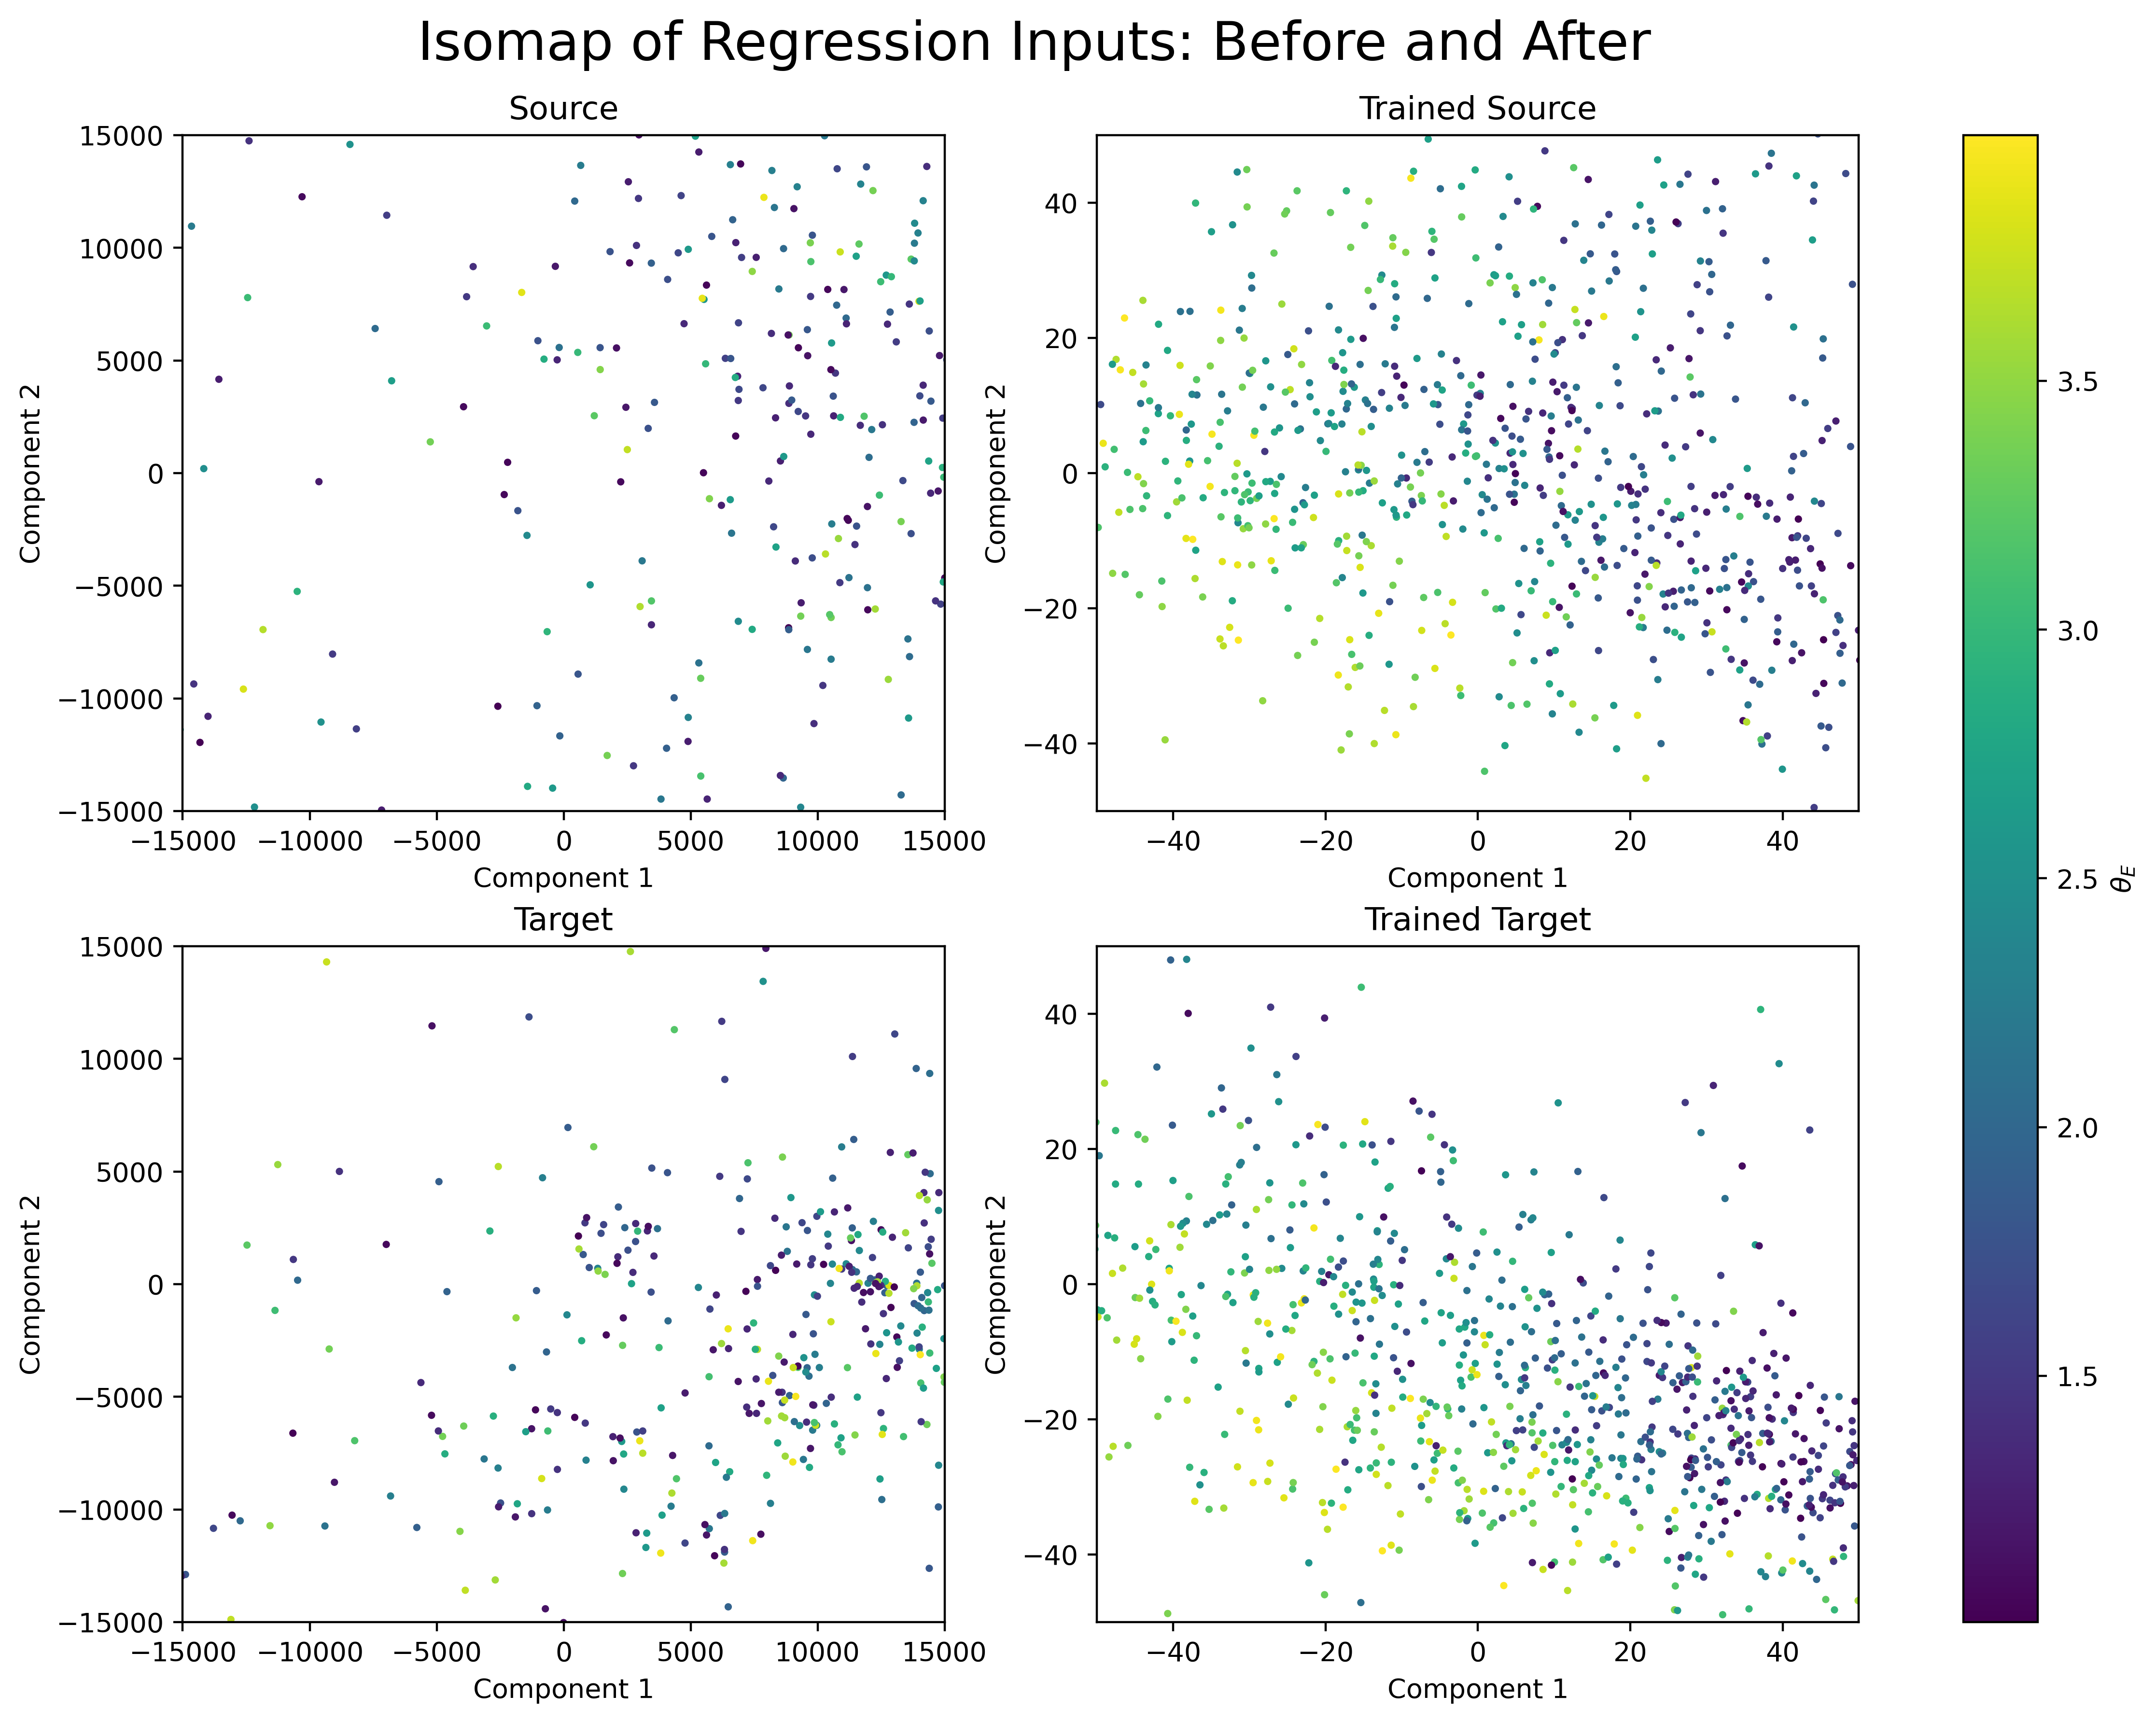 Isomap of Regression Inputs: Before and After
Source
15000
10000
5000
0
−5000
−10000
−15000
Component 2
−15000 −10000 −5000 0 5000 10000 15000
Component 1
Trained Source
40
20
0
−20
−40
Component 2
−40 −20 0 20 40
Component 1
Target
15000
10000
5000
0
−5000
−10000
−15000
Component 2
−15000 −10000 −5000 0 5000 10000 15000
Component 1
Trained Target
40
20
0
−20
−40
Component 2
−40 −20 0 20 40
Component 1
3.5
3.0
2.5
2.0
1.5
θ_E